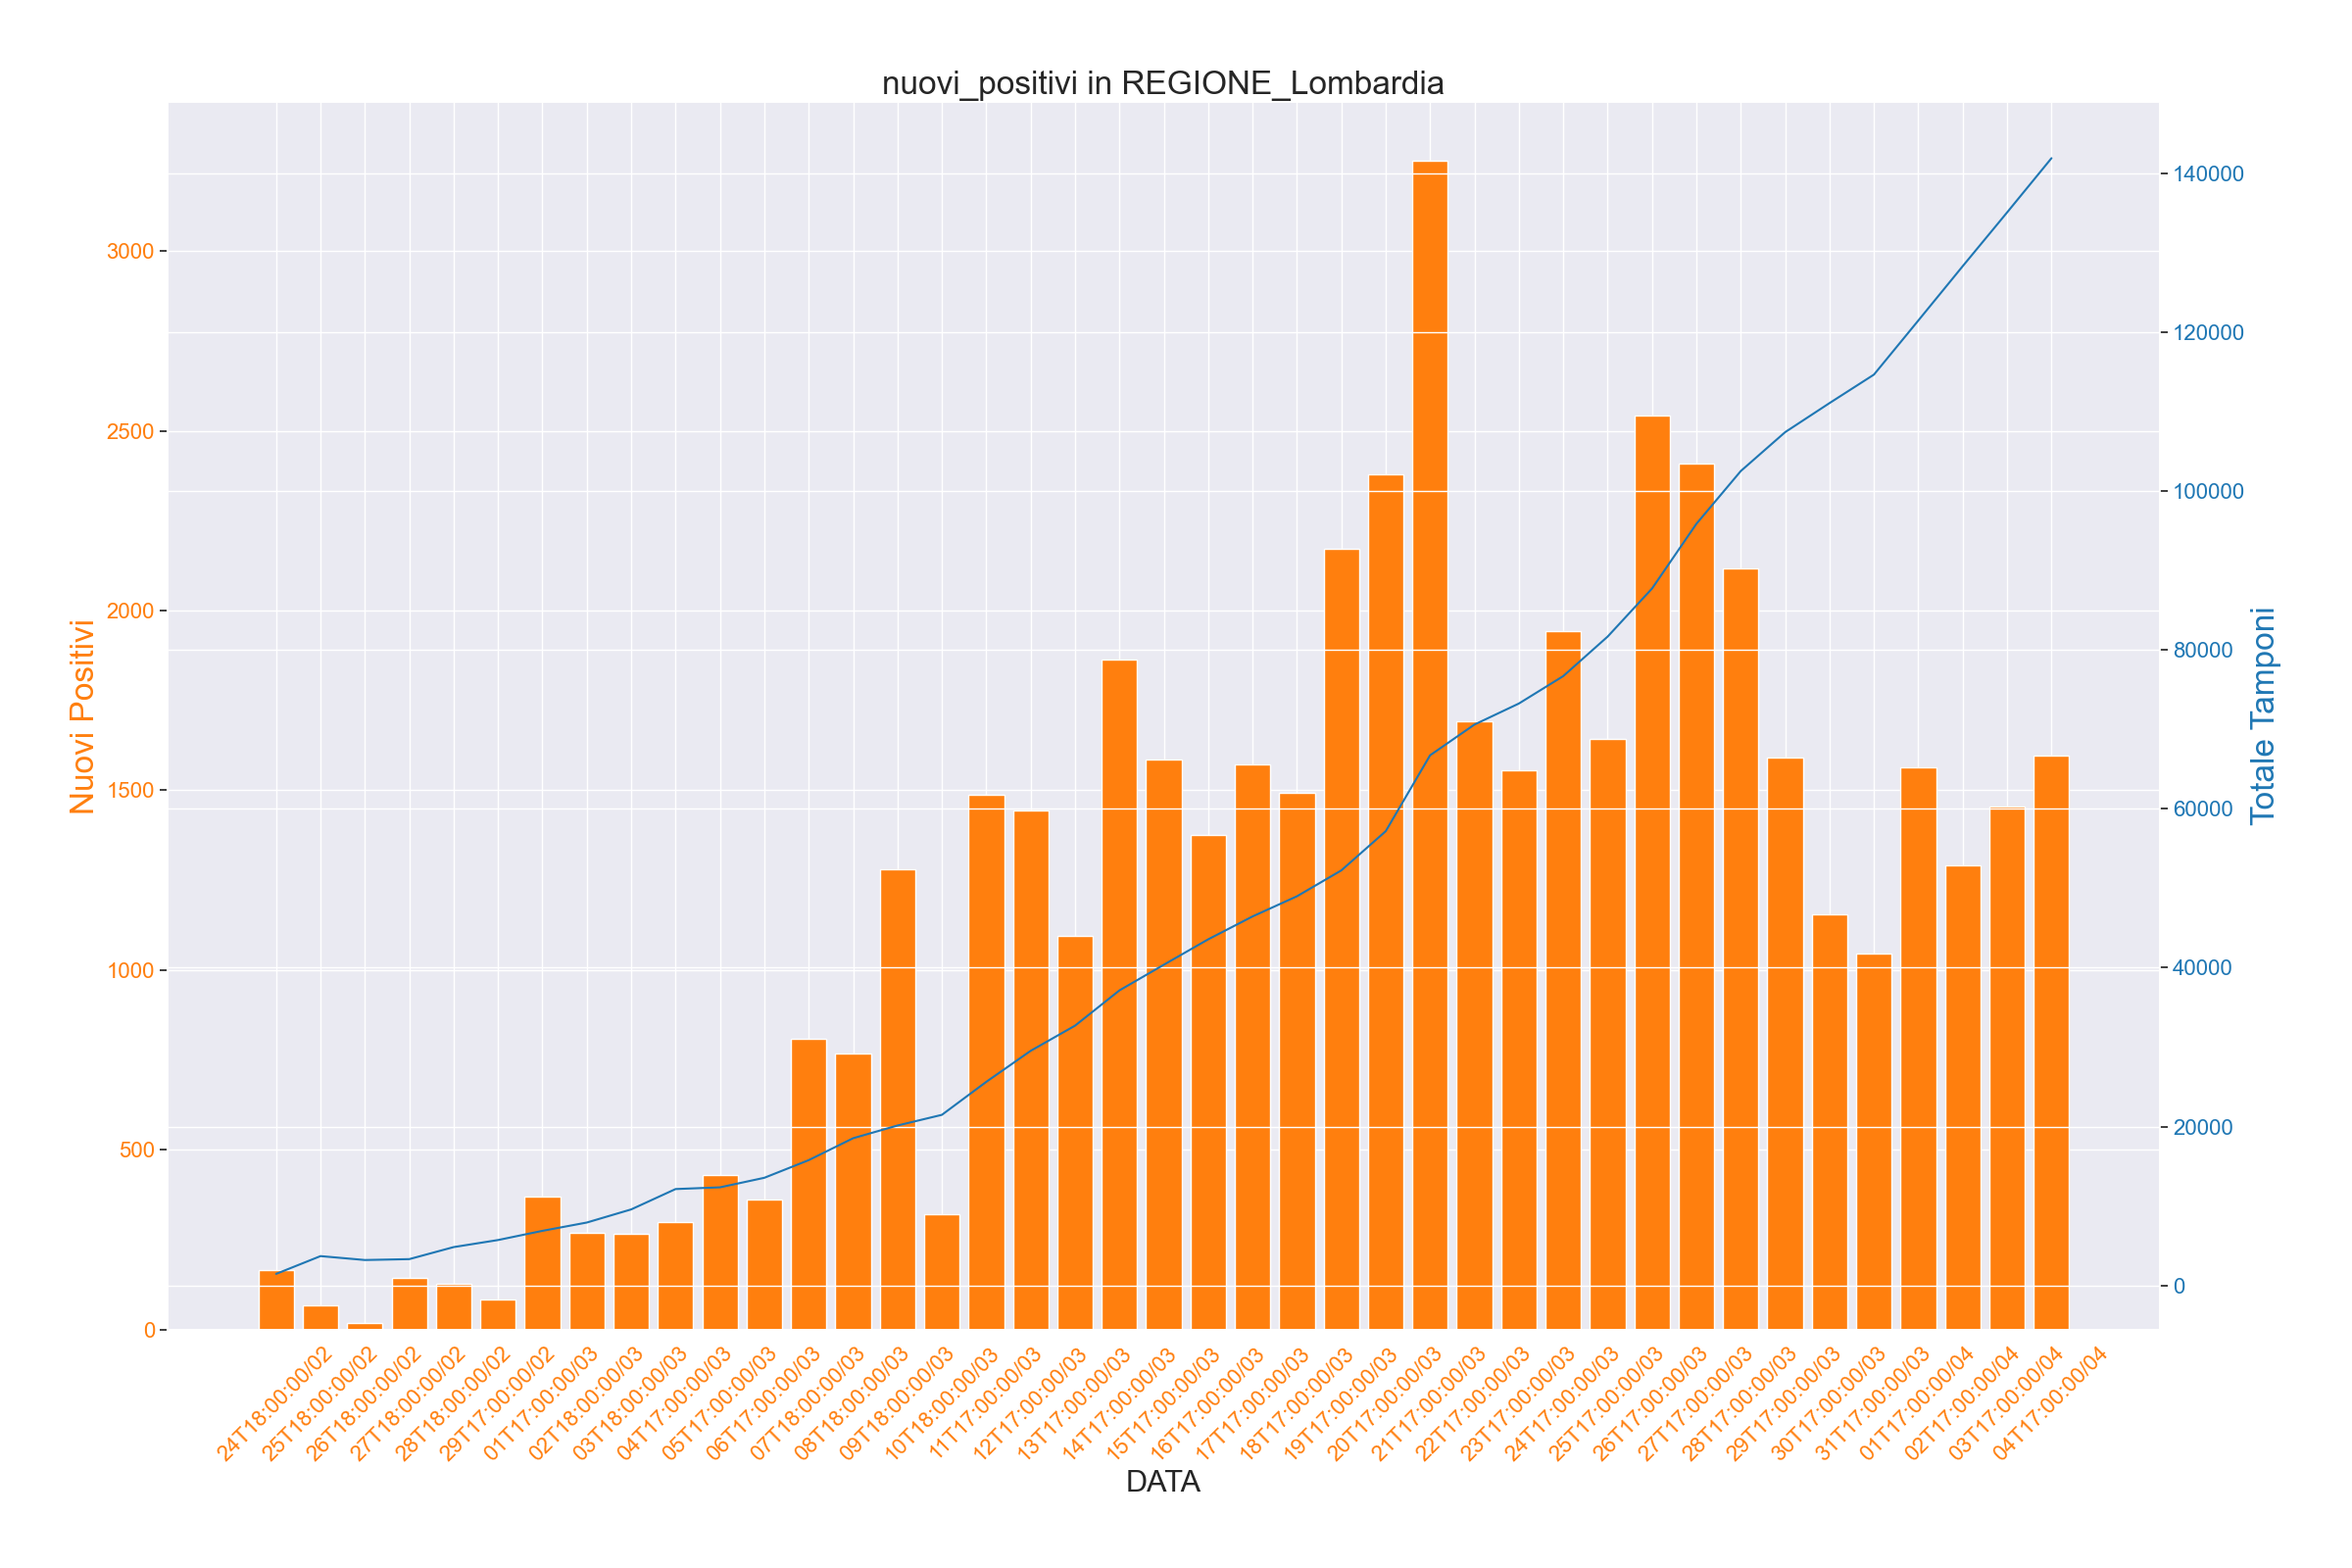 nuovi_positivi in REGIONE_Lombardia
3000
2500
2000
1500
1000
500
0
Nuovi Positivi
140000
120000
100000
80000
60000
40000
20000
0
Totale Tamponi
24T18:00:00/02
25T18:00:00/02
26T18:00:00/02
27T18:00:00/02
28T18:00:00/02
29T17:00:00/02
01T17:00:00/03
02T18:00:00/03
03T18:00:00/03
04T17:00:00/03
05T17:00:00/03
06T17:00:00/03
07T18:00:00/03
08T18:00:00/03
09T18:00:00/03
10T18:00:00/03
11T17:00:00/03
12T17:00:00/03
13T17:00:00/03
14T17:00:00/03
15T17:00:00/03
16T17:00:00/03
17T17:00:00/03
18T17:00:00/03
19T17:00:00/03
20T17:00:00/03
21T17:00:00/03
22T17:00:00/03
23T17:00:00/03
24T17:00:00/03
25T17:00:00/03
26T17:00:00/03
27T17:00:00/03
28T17:00:00/03
29T17:00:00/03
30T17:00:00/03
31T17:00:00/03
01T17:00:00/04
02T17:00:00/04
03T17:00:00/04
04T17:00:00/04
DATA